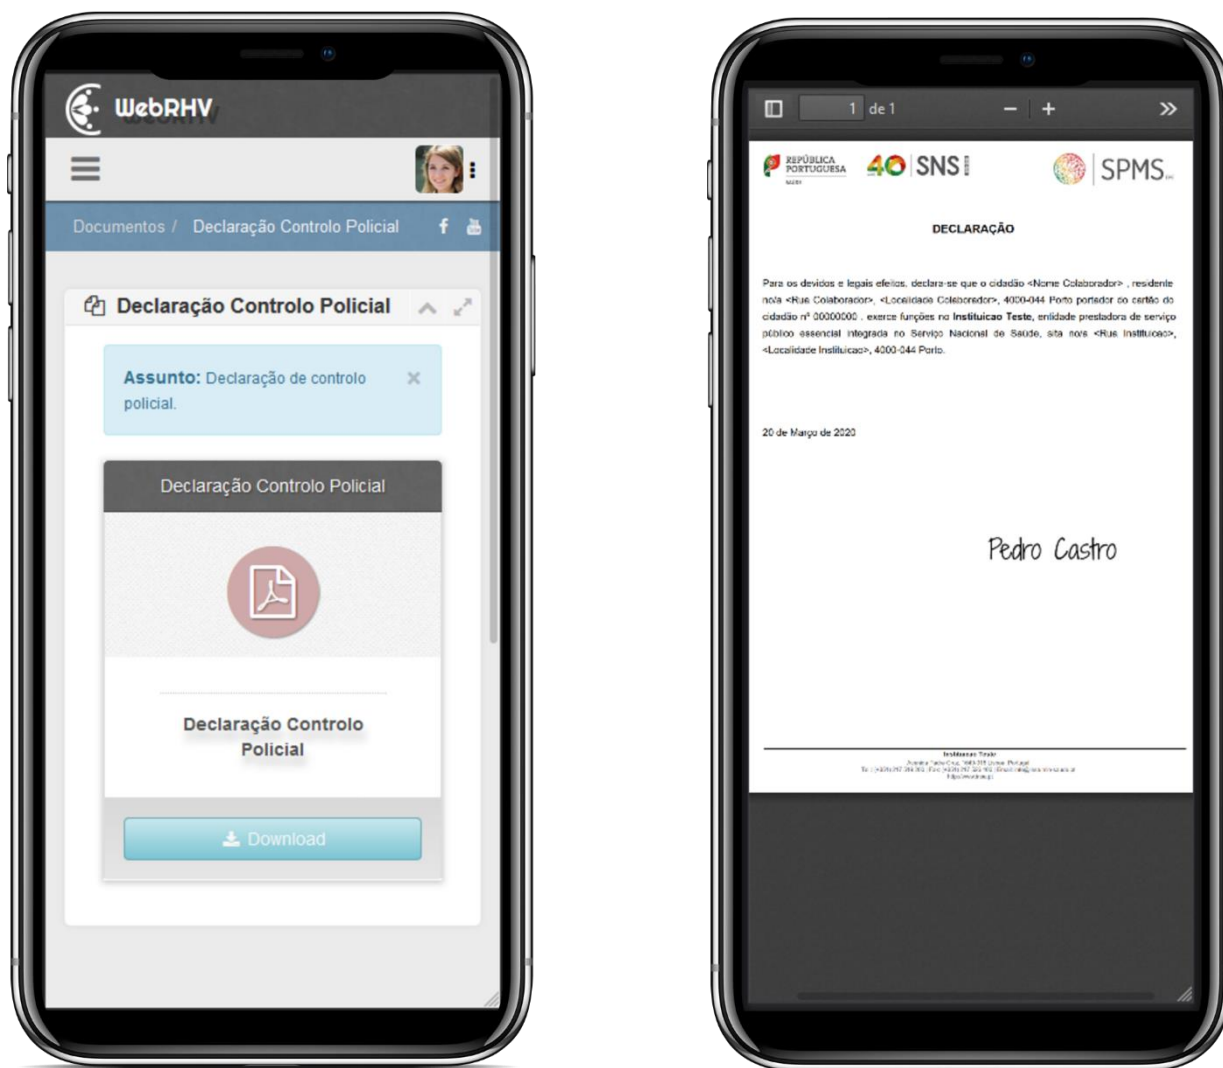 WebRHV
Documentos / Declaração Controlo Policial
Declaração Controlo Policial
Assunto: Declaração de controlo
policial.
Declaração Controlo Policial
Declaração Controlo
Policial
Download
1 de 1
REPÚBLICA
PORTUGUESA
SAÚDE
40 SNS
SPMS
DECLARAÇÃO
Para os devidos e legais efeitos, declara-se que o cidadão <Nome Colaborador> , residente
no/a <Rua Colaborador>, <Localidade Colaborador>, 4000-044 Porto portador do cartão do
cidadão nº 00000000 , exerce funções no Instituicao Teste, entidade prestadora de serviço
público essencial integrada no Serviço Nacional de Saúde, sita no/a <Rua Instituicao>,
<Localidade Instituicao>, 4000-044 Porto.
20 de Março de 2020
Pedro Castro
Instituicao Teste